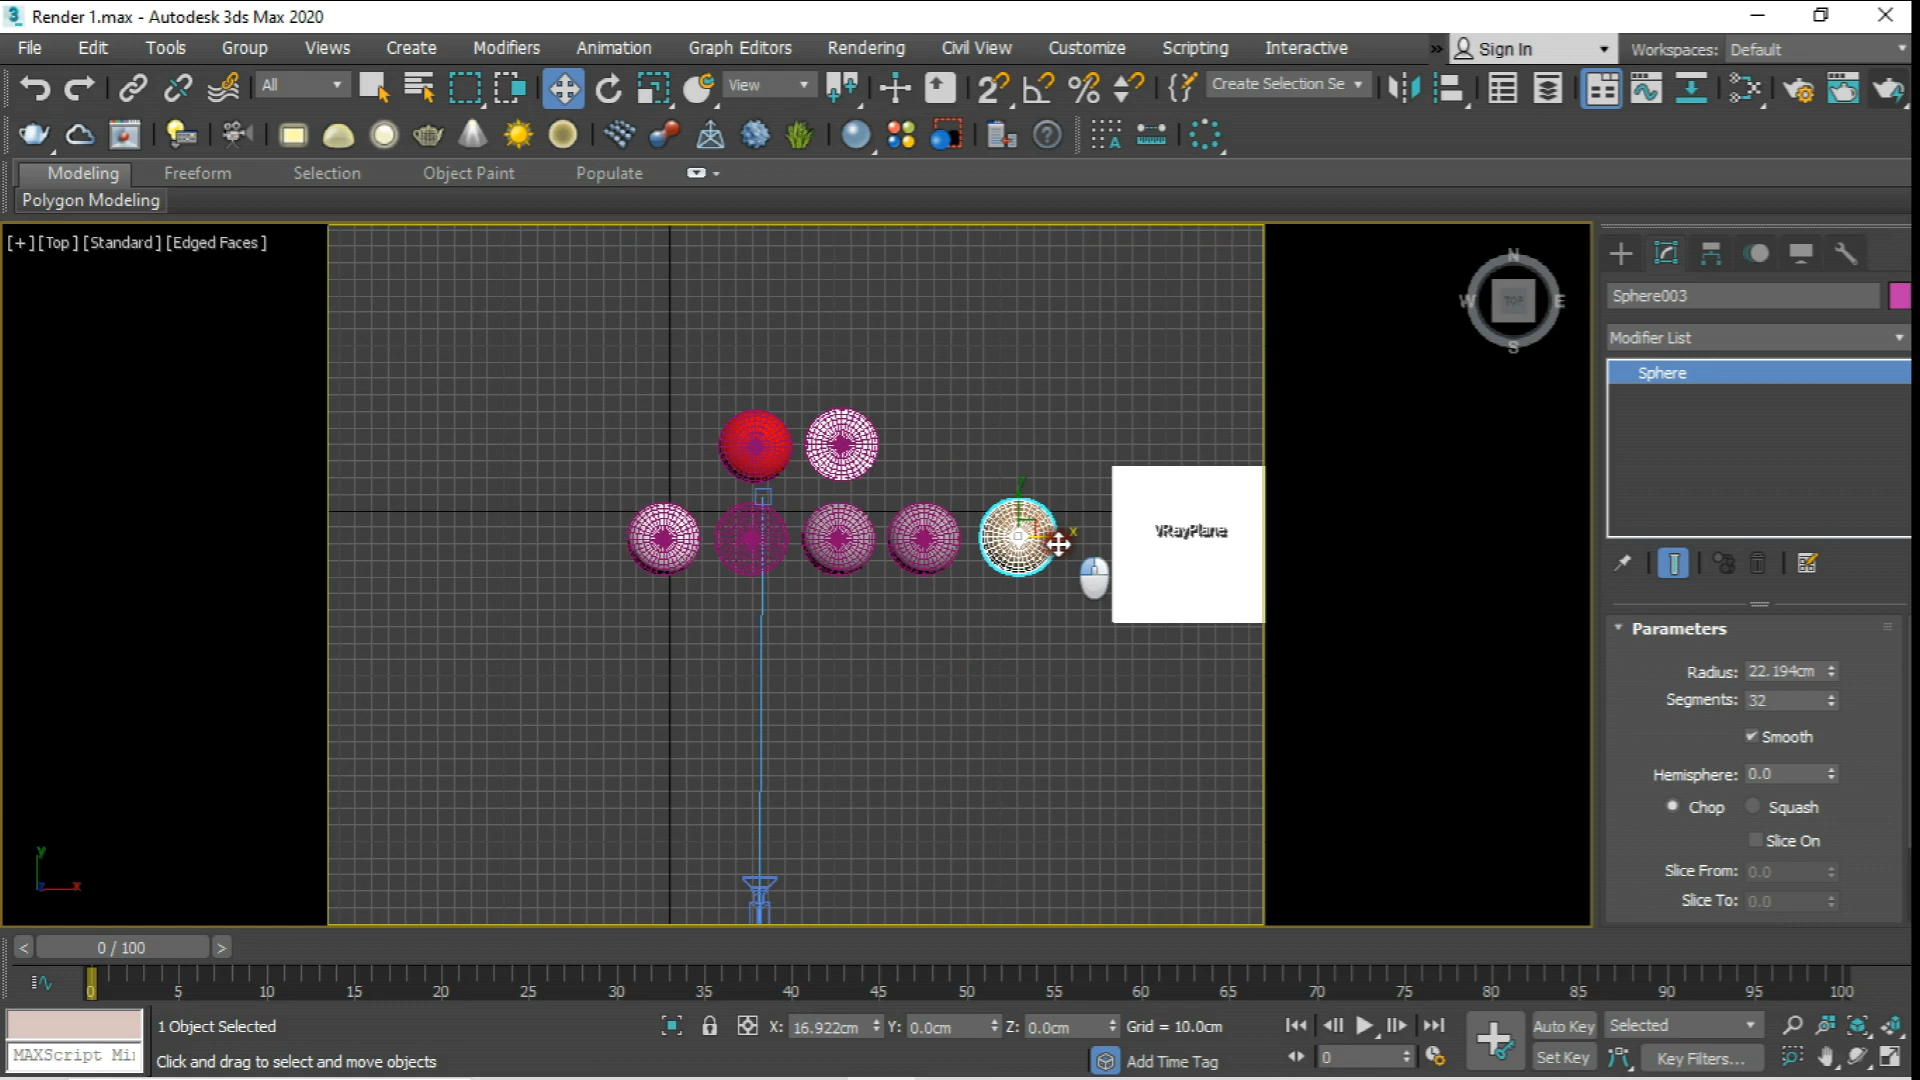 Render 1.max - Autodesk 3ds Max 2020
File Edit Tools Group Views Create Modifiers Animation Graph Editors Rendering Civil View Customize Scripting Interactive Sign In Workspaces: Default
All View Create Selection Se
Modeling Freeform Selection Object Paint Populate
Polygon Modeling
[+] [Top] [Standard] [Edged Faces]
N
W TOP E
S
Sphere003
Modifier List
Sphere
y
x
VRayPlane
Parameters
Radius: 22.194cm
Segments: 32
Smooth
Hemisphere: 0.0
Chop Squash
Slice On
Slice From: 0.0
Slice To: 0.0
y
z x
< 0 / 100 >
0 5 10 15 20 25 30 35 40 45 50 55 60 65 70 75 80 85 90 95 100
1 Object Selected X: 16.922cm Y: 0.0cm Z: 0.0cm Grid = 10.0cm Auto Key Selected
MAXScript Mi Click and drag to select and move objects Add Time Tag 0 Set Key Key Filters...